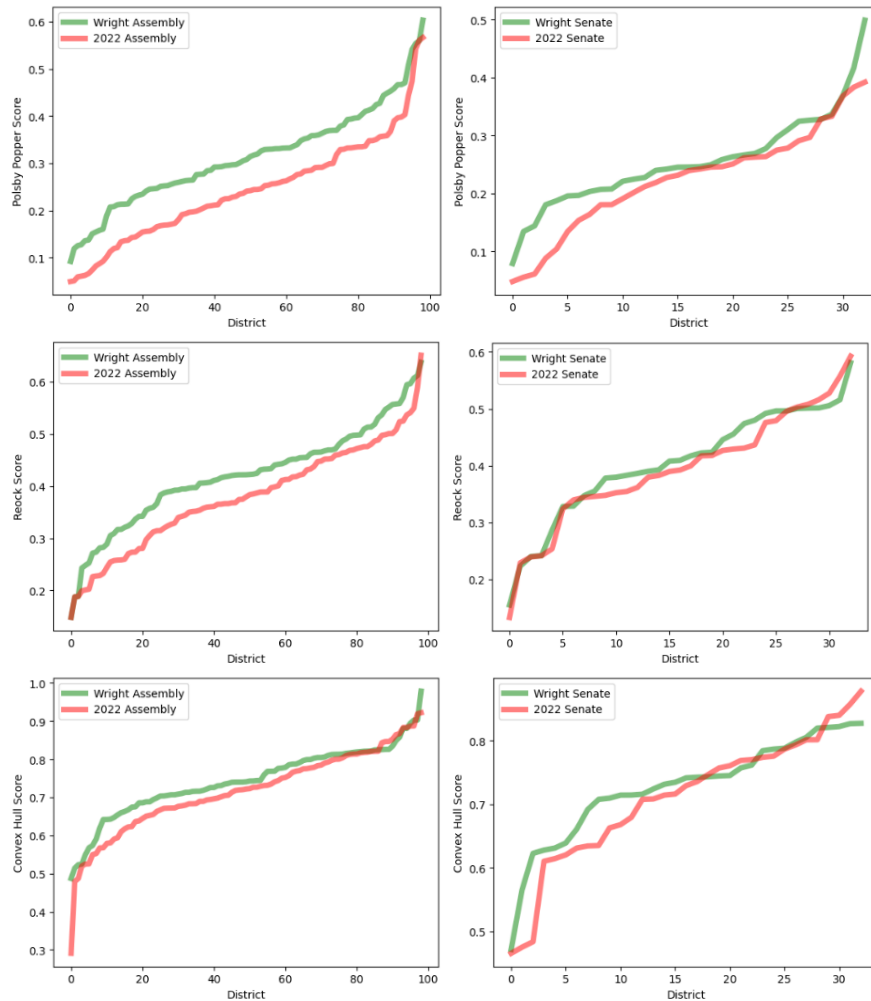 Wright Assembly
2022 Assembly
Polsby Popper Score
0.6
0.5
0.4
0.3
0.2
0.1
0 20 40 60 80 100
District
Wright Senate
2022 Senate
Polsby Popper Score
0.5
0.4
0.3
0.2
0.1
0 5 10 15 20 25 30
District
Wright Assembly
2022 Assembly
Reock Score
0.6
0.5
0.4
0.3
0.2
0 20 40 60 80 100
District
Wright Senate
2022 Senate
Reock Score
0.6
0.5
0.4
0.3
0.2
0 5 10 15 20 25 30
District
Wright Assembly
2022 Assembly
Convex Hull Score
1.0
0.9
0.8
0.7
0.6
0.5
0.4
0.3
0 20 40 60 80 100
District
Wright Senate
2022 Senate
Convex Hull Score
0.8
0.7
0.6
0.5
0 5 10 15 20 25 30
District